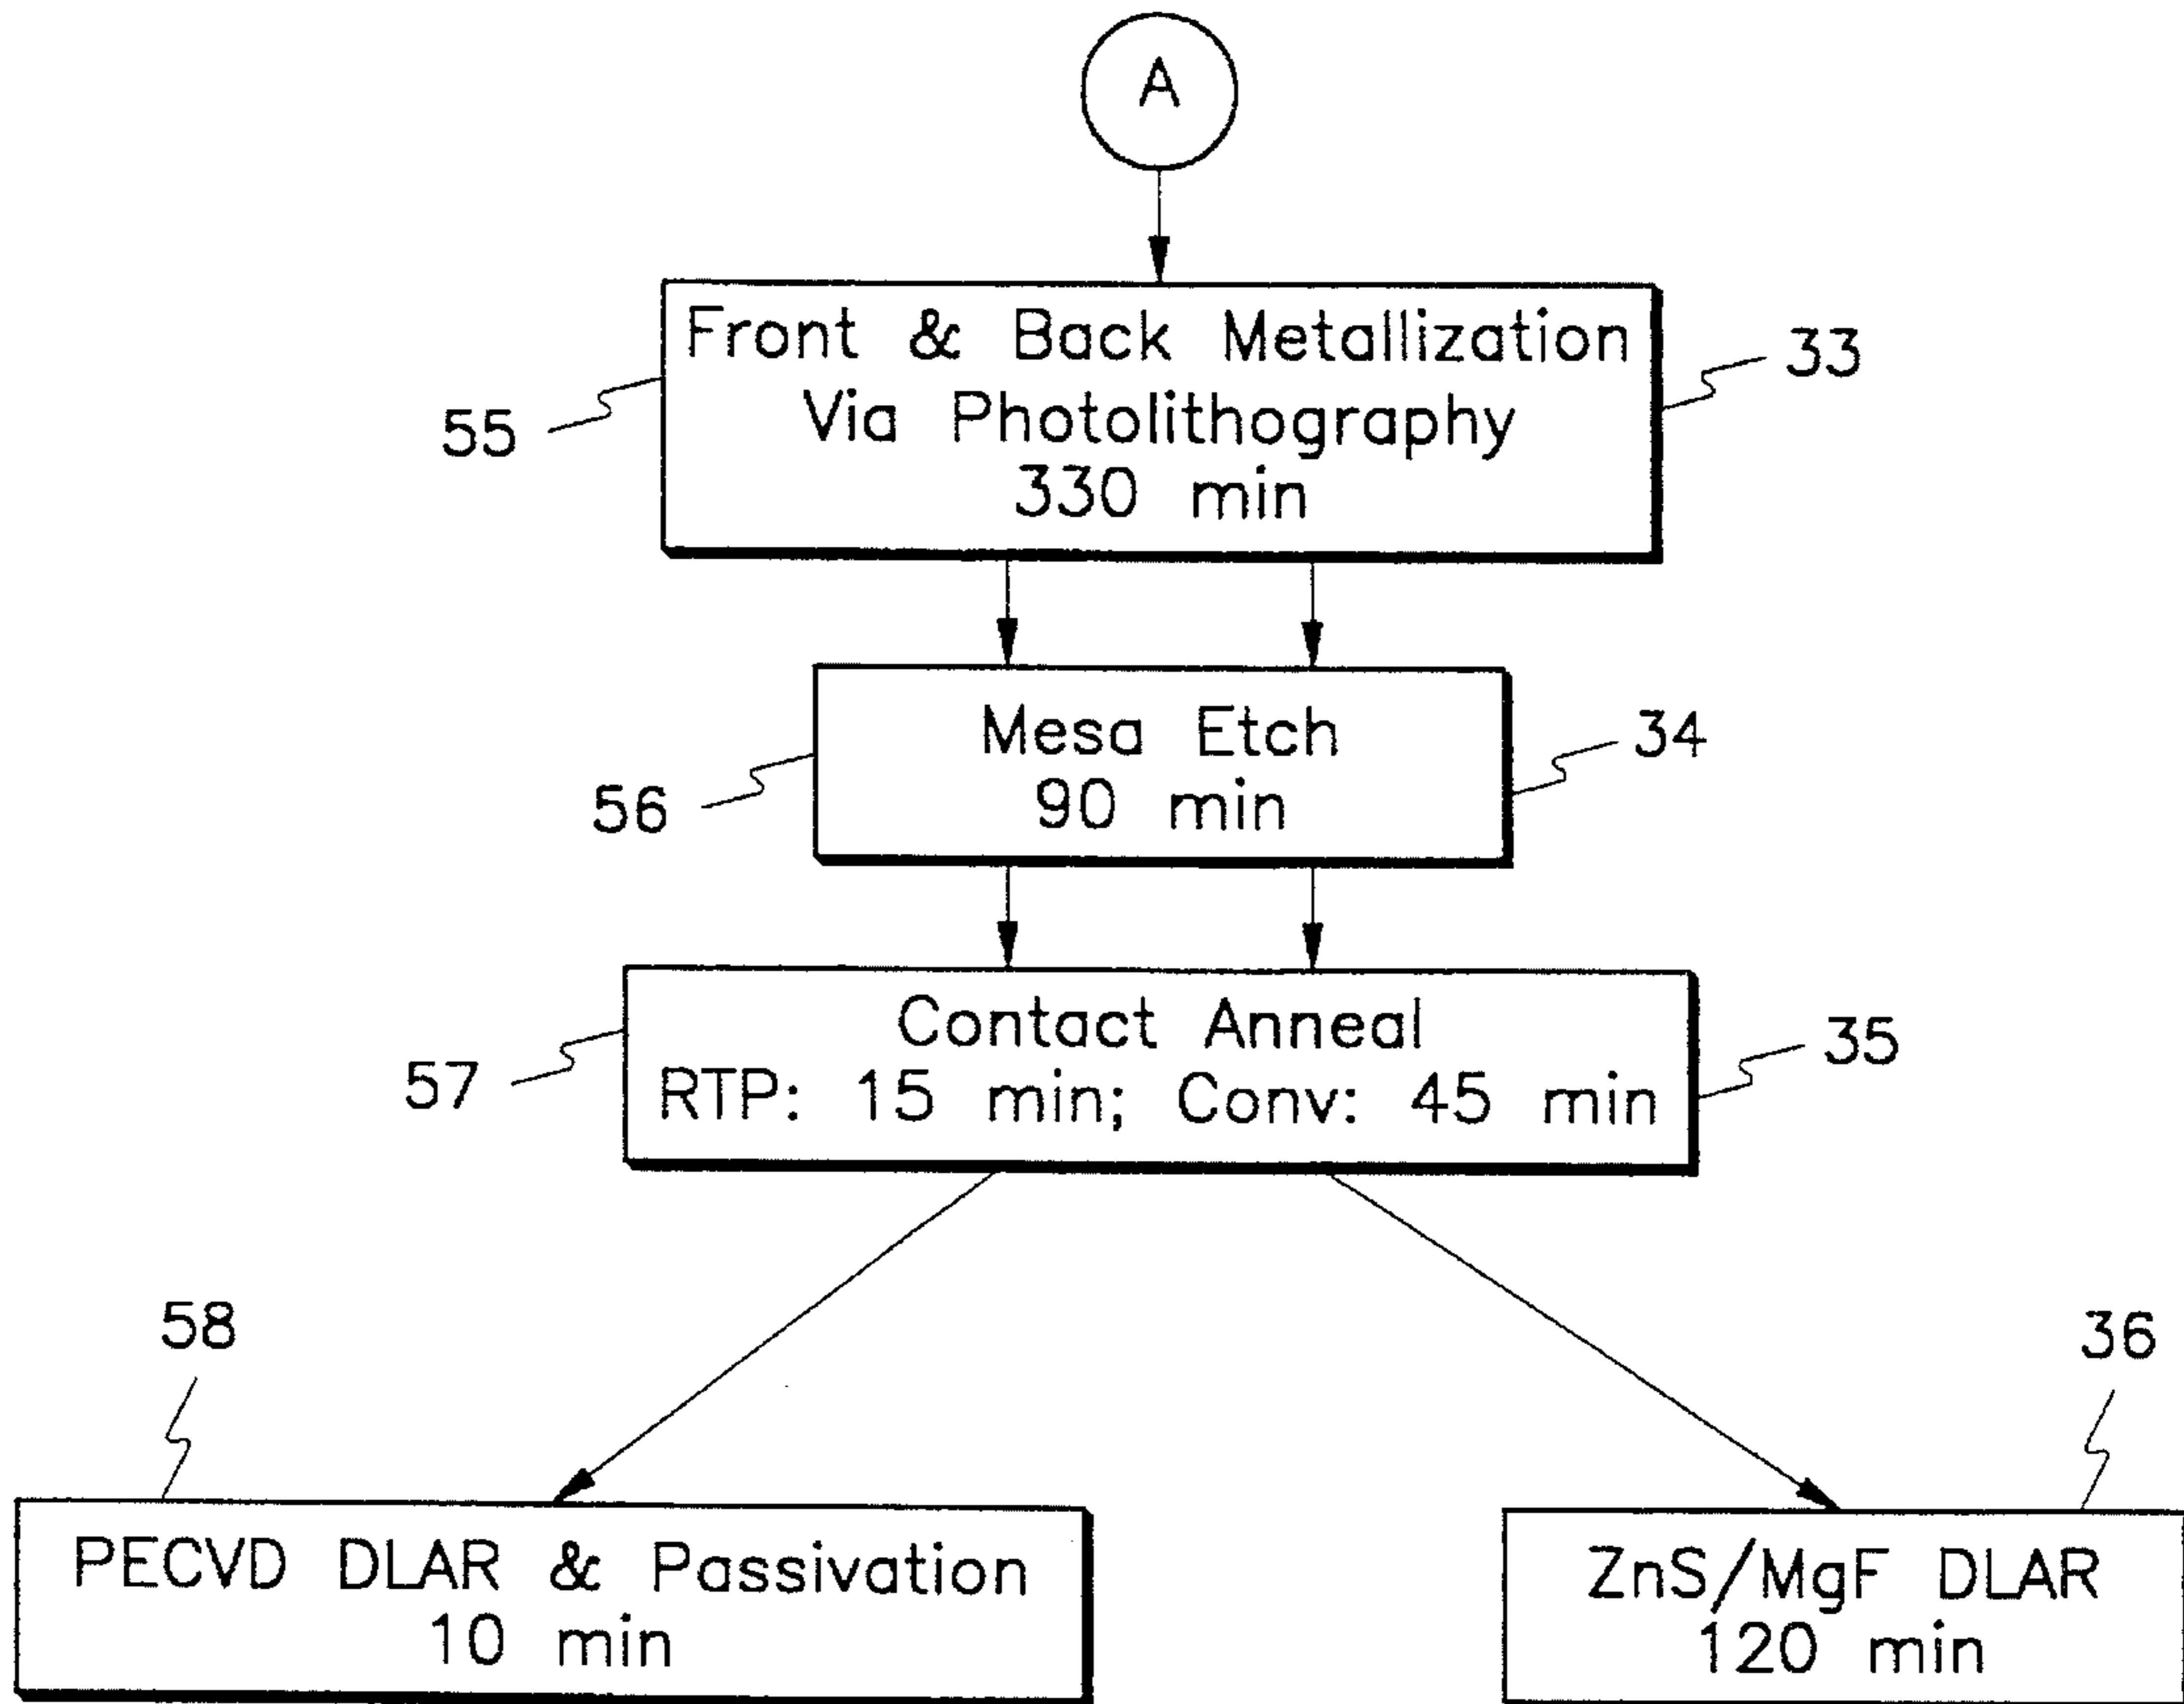 A
Front & Back Metallization
Via Photolithography
330 min
33
55
Mesa Etch
90 min
34
56
Contact Anneal
RTP: 15 min; Conv: 45 min
35
57
58
36
PECVD DLAR & Passivation
10 min
ZnS/MgF DLAR
120 min